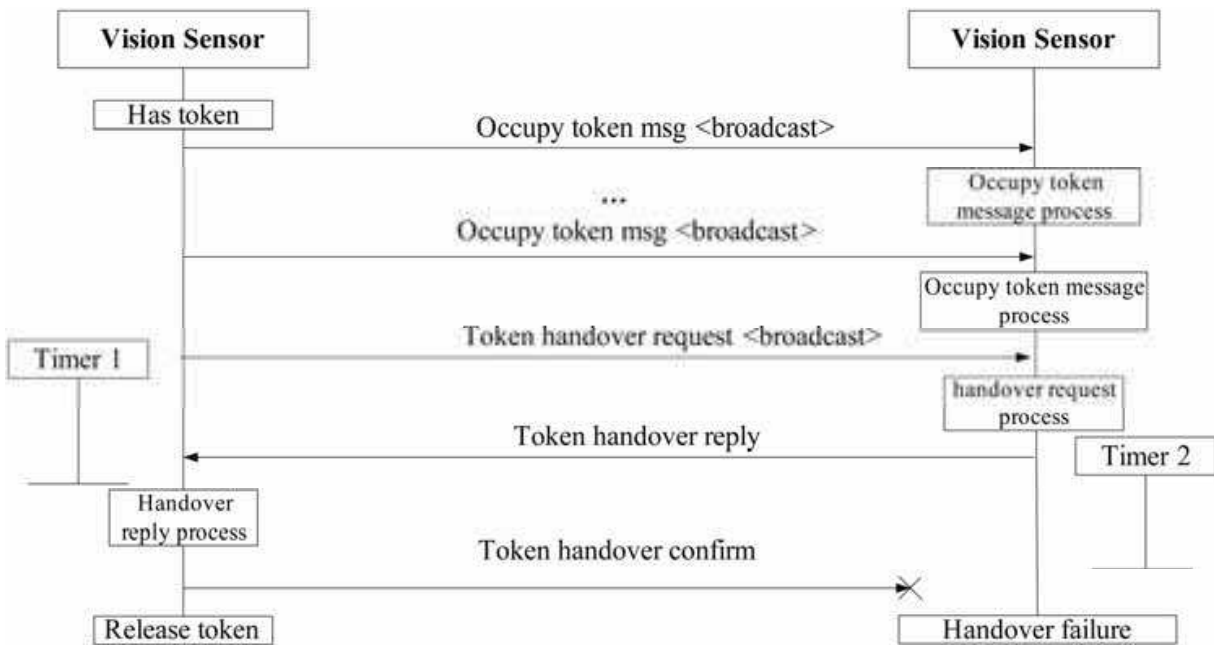 Vision Sensor
Vision Sensor
Has token
Occupy token msg <broadcast>
Occupy token
message process
...
Occupy token msg <broadcast>
Occupy token message
process
Token handover request <broadcast>
Timer 1
handover request
process
Token handover reply
Timer 2
Handover
reply process
Token handover confirm
Release token
Handover failure